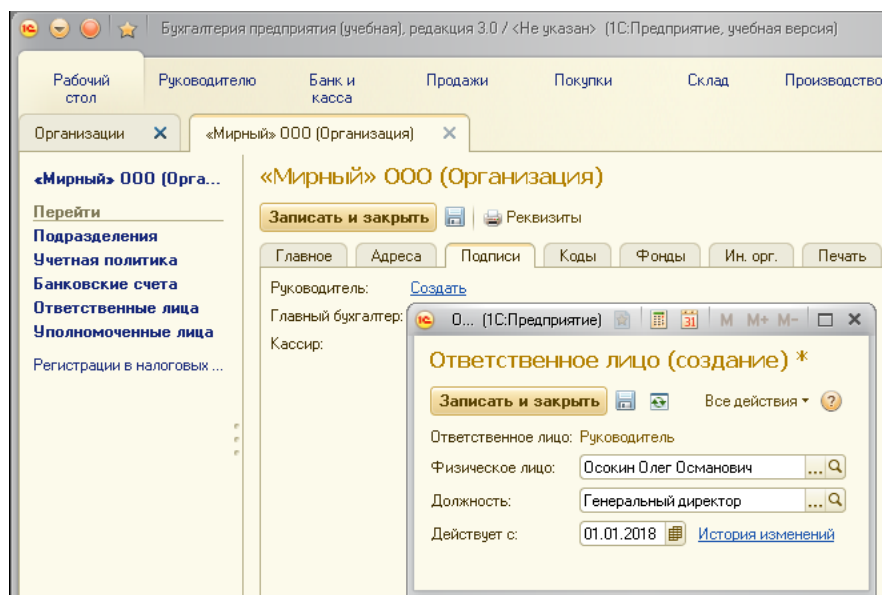 Бухгалтерия предприятия (учебная), редакция 3.0 / <Не указан> (1С:Предприятие, учебная версия)
Рабочий стол
Руководителю
Банк и касса
Продажи
Покупки
Склад
Производство
Организации
«Мирный» ООО (Организация)
«Мирный» ООО (Орга...
Перейти
Подразделения
Учетная политика
Банковские счета
Ответственные лица
Уполномоченные лица
Регистрации в налоговых ...
«Мирный» ООО (Организация)
Записать и закрыть
Реквизиты
Главное
Адреса
Подписи
Коды
Фонды
Ин. орг.
Печать
Руководитель: Создать
Главный бухгалтер:
Кассир:
О... (1С:Предприятие) 31 M M+ M-
Ответственное лицо (создание) *
Записать и закрыть
Все действия
?
Ответственное лицо: Руководитель
Физическое лицо: Осокин Олег Османович ...
Должность: Генеральный директор ...
Действует с: 01.01.2018 История изменений